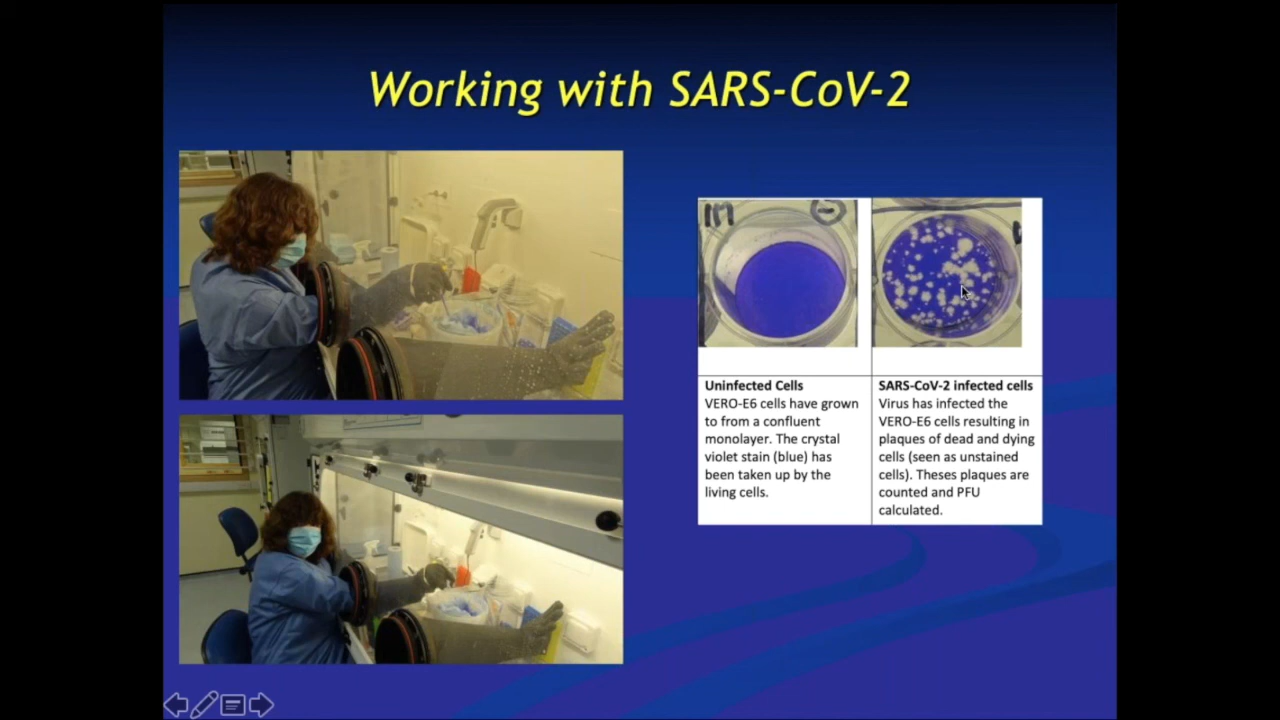 Working with SARS-CoV-2
Uninfected Cells
VERO-E6 cells have grown
to from a confluent
monolayer. The crystal
violet stain (blue) has
been taken up by the
living cells.
SARS-CoV-2 infected cells
Virus has infected the
VERO-E6 cells resulting in
plaques of dead and dying
cells (seen as unstained
cells). Theses plaques are
counted and PFU
calculated.